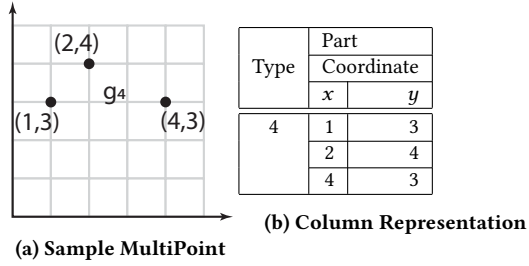 (2,4)
g4
(1,3)
(4,3)
(a) Sample MultiPoint
Type
Part
Coordinate
x y
4 1 3
2 4
4 3
(b) Column Representation